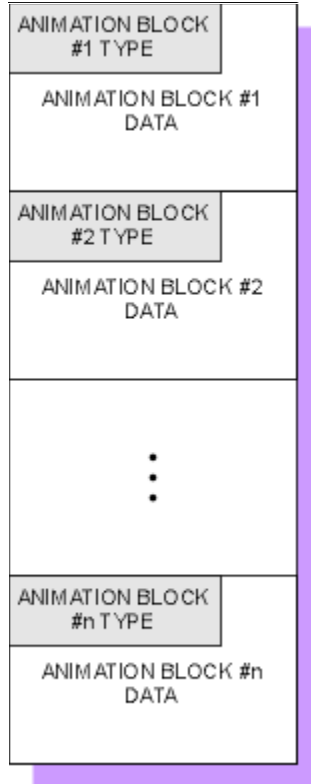 ANIMATION BLOCK
#1 TYPE
ANIMATION BLOCK #1
DATA
ANIMATION BLOCK
#2 TYPE
ANIMATION BLOCK #2
DATA
ANIMATION BLOCK
#n TYPE
ANIMATION BLOCK #n
DATA